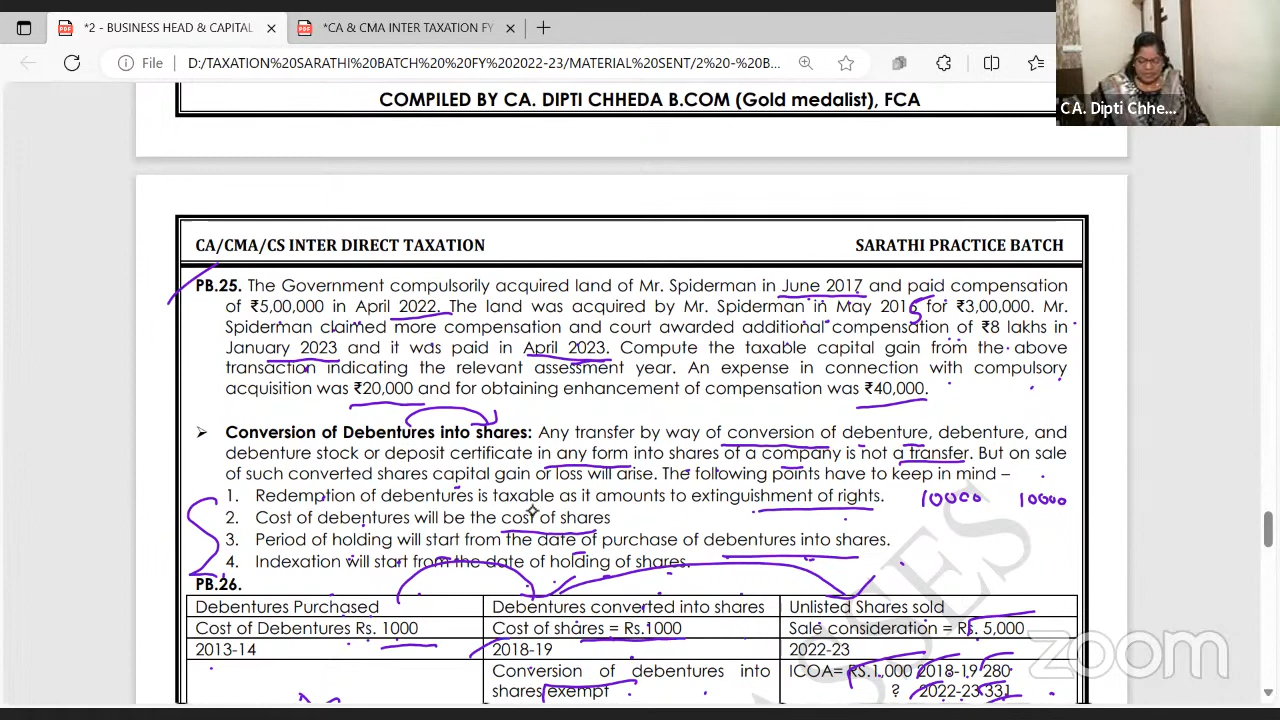 *2 - BUSINESS HEAD & CAPITAL
*CA & CMA INTER TAXATION FY
File D:/TAXATION%20SARATHI%20BATCH%20%20FY%202022-23/MATERIAL%20SENT/2%20-%20B...
CA. Dipti Chhe...
COMPILED BY CA. DIPTI CHHEDA B.COM (Gold medalist), FCA
CA/CMA/CS INTER DIRECT TAXATION SARATHI PRACTICE BATCH
PB.25. The Government compulsorily acquired land of Mr. Spiderman in June 2017 and paid compensation
of ₹5,00,000 in April 2022. The land was acquired by Mr. Spiderman in May 2015 for ₹3,00,000. Mr.
Spiderman claimed more compensation and court awarded additional compensation of ₹8 lakhs in
January 2023 and it was paid in April 2023. Compute the taxable capital gain from the above
transaction indicating the relevant assessment year. An expense in connection with compulsory
acquisition was ₹20,000 and for obtaining enhancement of compensation was ₹40,000.
➢ Conversion of Debentures into shares: Any transfer by way of conversion of debenture, debenture, and
debenture stock or deposit certificate in any form into shares of a company is not a transfer. But on sale
of such converted shares capital gain or loss will arise. The following points have to keep in mind –
1. Redemption of debentures is taxable as it amounts to extinguishment of rights. 10000 10000
2. Cost of debentures will be the cost of shares
3. Period of holding will start from the date of purchase of debentures into shares.
4. Indexation will start from the date of holding of shares.
PB.26
Debentures Purchased Debentures converted into shares Unlisted Shares sold
Cost of Debentures Rs. 1000 Cost of shares = Rs.1000 Sale consideration = Rs. 5,000
2013-14 2018-19 2022-23
Conversion of debentures into ICOA= RS.1,000 2018-19 280
shares exempt ? 2022-23 331
zoom